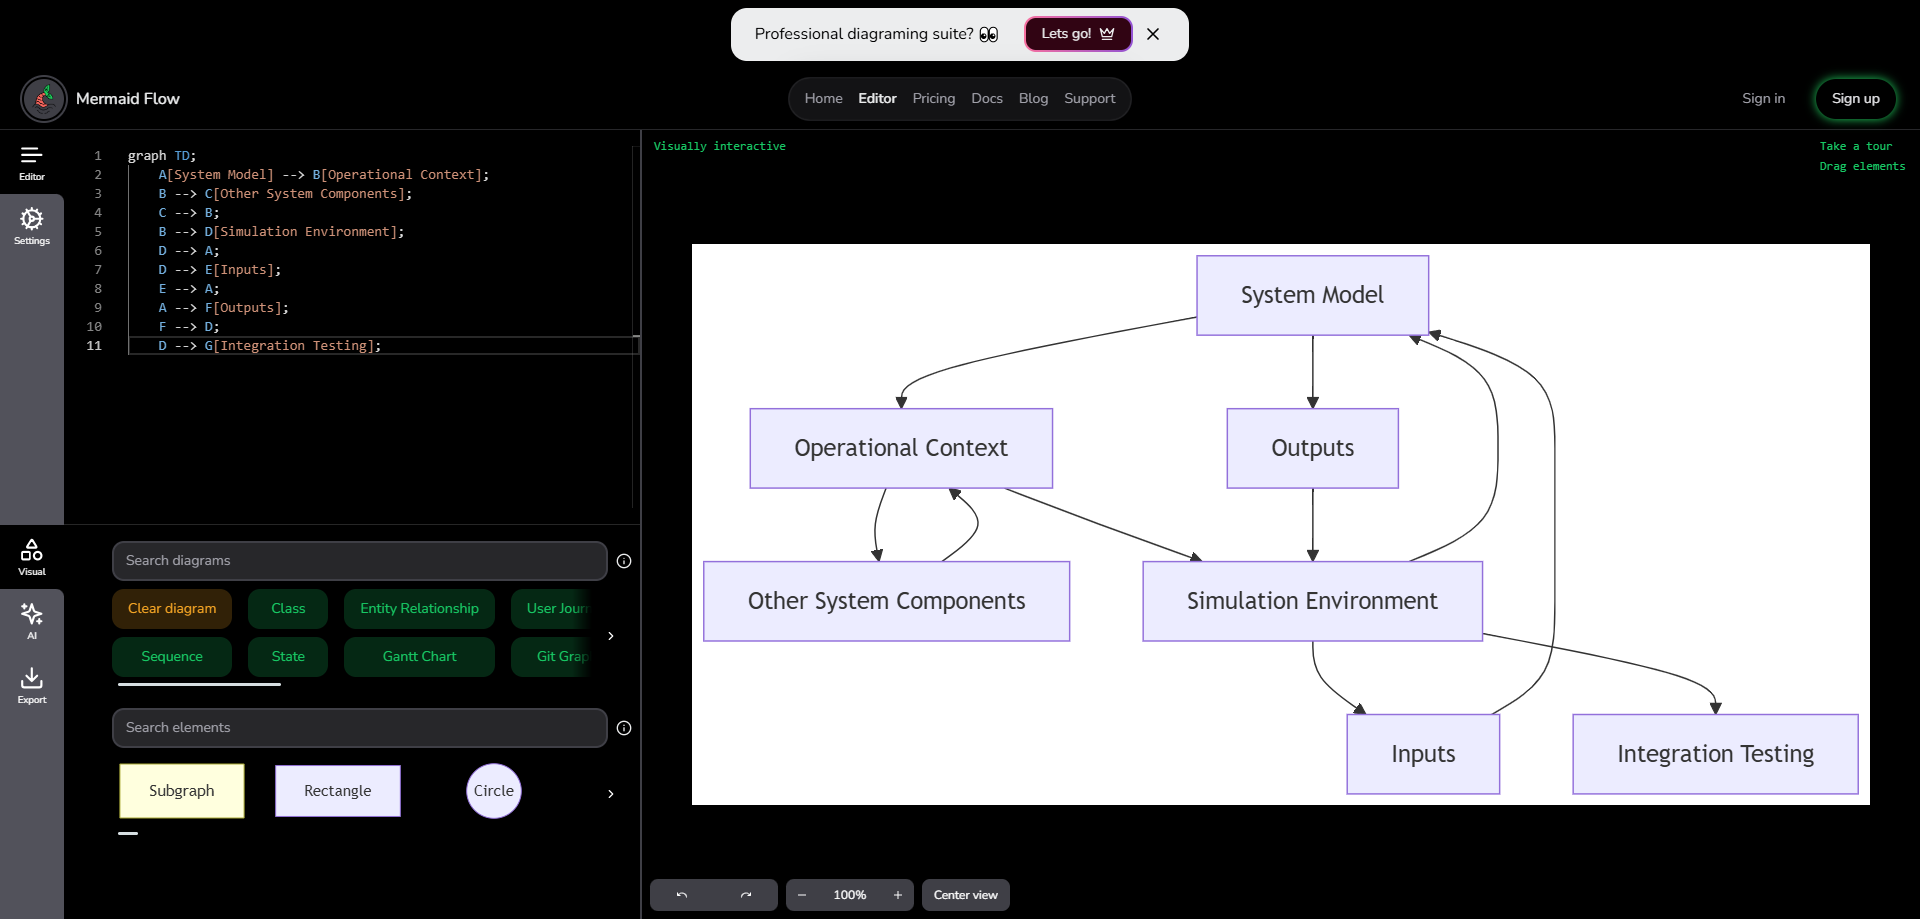 Professional diagraming suite? 👀 Lets go!
Mermaid Flow
Home Editor Pricing Docs Blog Support
Sign in Sign up
Editor
Settings
1 graph TD;
2 A[System Model] --> B[Operational Context];
3 B --> C[Other System Components];
4 C --> B;
5 B --> D[Simulation Environment];
6 D --> A;
7 D --> E[Inputs];
8 E --> A;
9 A --> F[Outputs];
10 F --> D;
11 D --> G[Integration Testing];
Visual
AI
Export
Search diagrams
Clear diagram Class Entity Relationship User Jour
Sequence State Gantt Chart Git Grap
Search elements
Subgraph Rectangle Circle
Visually interactive
Take a tour
Drag elements
System Model
Operational Context Outputs
Other System Components Simulation Environment
Inputs Integration Testing
100% Center view